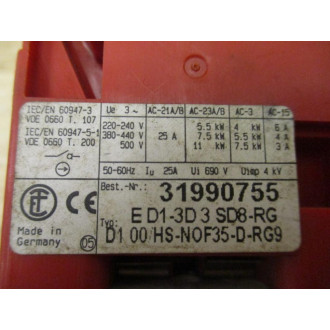 IEC/EN 60947-3
VDE 0660 T. 107
IEC/EN 60947-5-1
VDE 0660 T. 200
Ue 3 ~ AC-21A/B AC-23A/B AC-3 AC-15
220-240 V 25 A 5.5 kW 4 kW 6 A
380-440 V 7.5 kW 5.5 kW 4 A
500 V 11 kW 7.5 kW 3 A
50-60Hz Iu 25A Ui 690 V Uimp 4 kV
Best.-Nr.: 31990755
E D1-3D 3 SD8-RG
Typ: D1 00/HS-NOF35-D-RG9
Made in
Germany
05